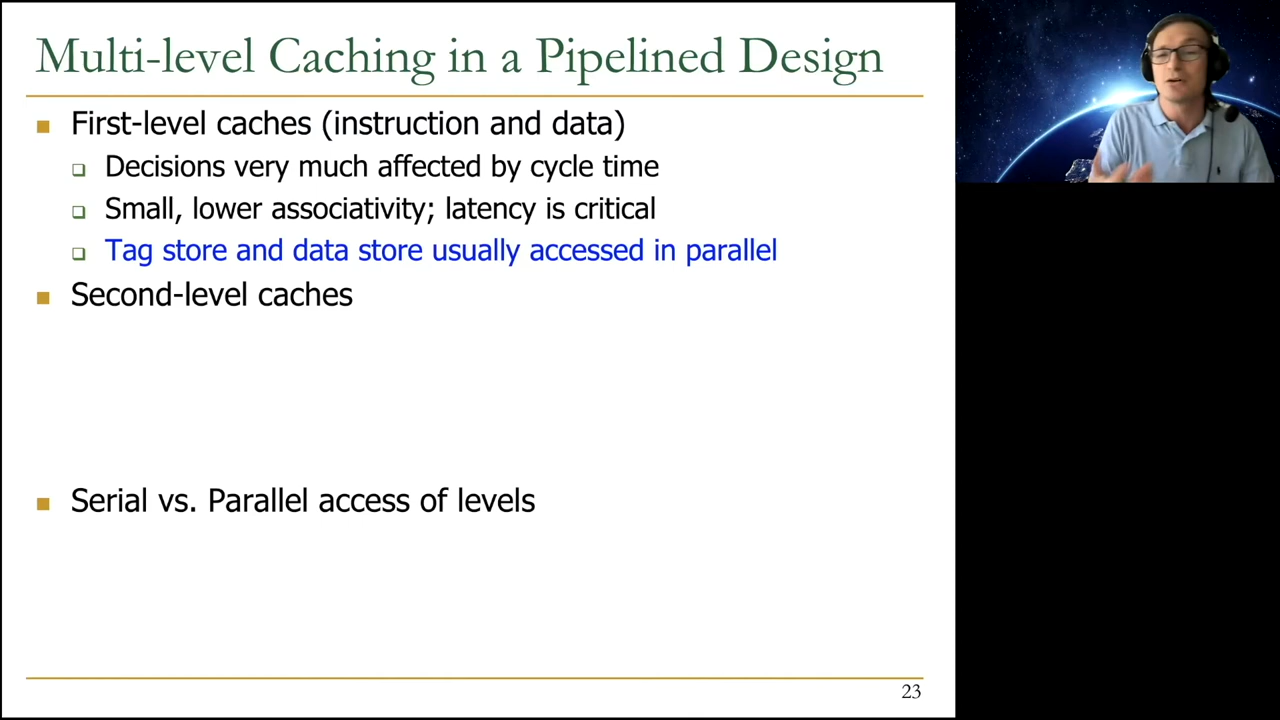 Multi-level Caching in a Pipelined Design
First-level caches (instruction and data)
Decisions very much affected by cycle time
Small, lower associativity; latency is critical
Tag store and data store usually accessed in parallel
Second-level caches
Serial vs. Parallel access of levels
23